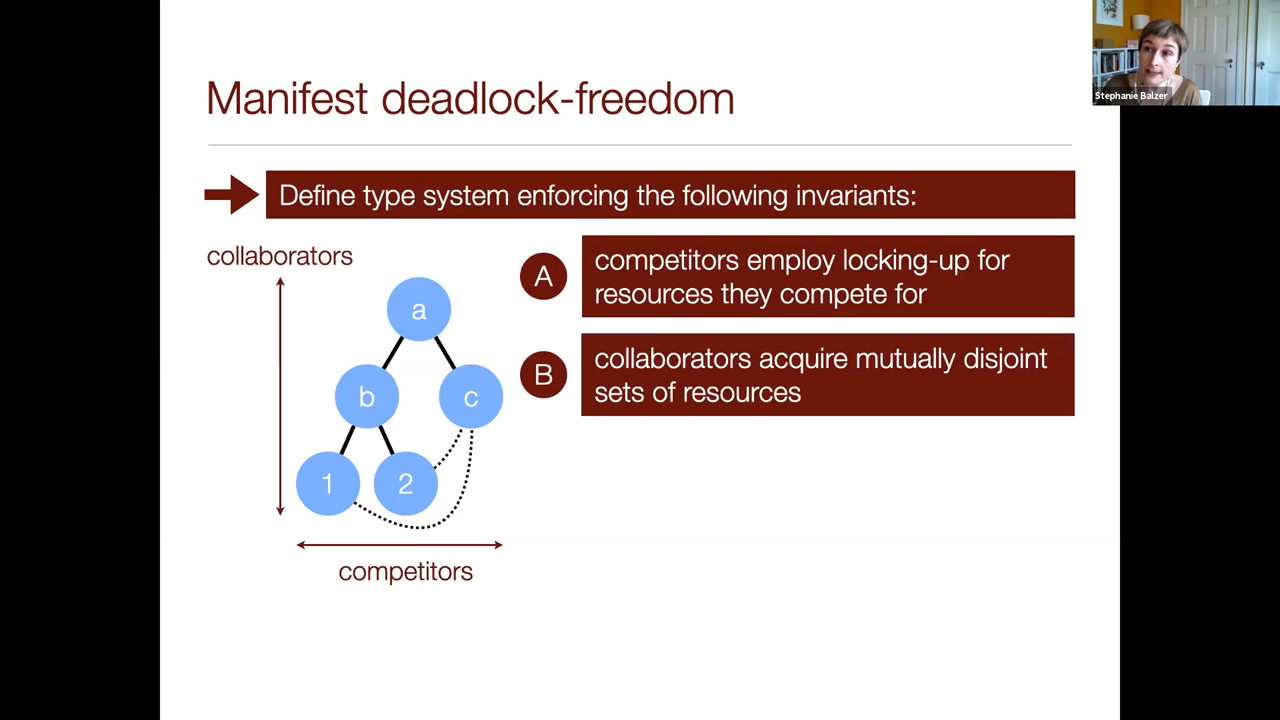 Manifest deadlock-freedom
Stephanie Balzer
Define type system enforcing the following invariants:
collaborators
A
competitors employ locking-up for
resources they compete for
a
B
collaborators acquire mutually disjoint
sets of resources
b
c
1
2
competitors